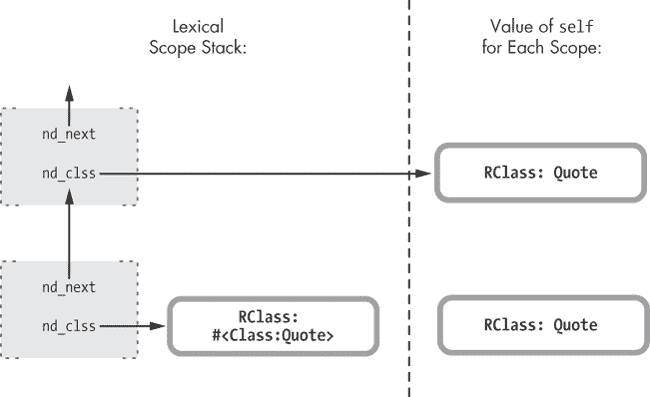 Lexical
Scope Stack:
Value of self
for Each Scope:
nd_next
nd_clss
RClass: Quote
nd_next
nd_clss
RClass:
#<Class:Quote>
RClass: Quote